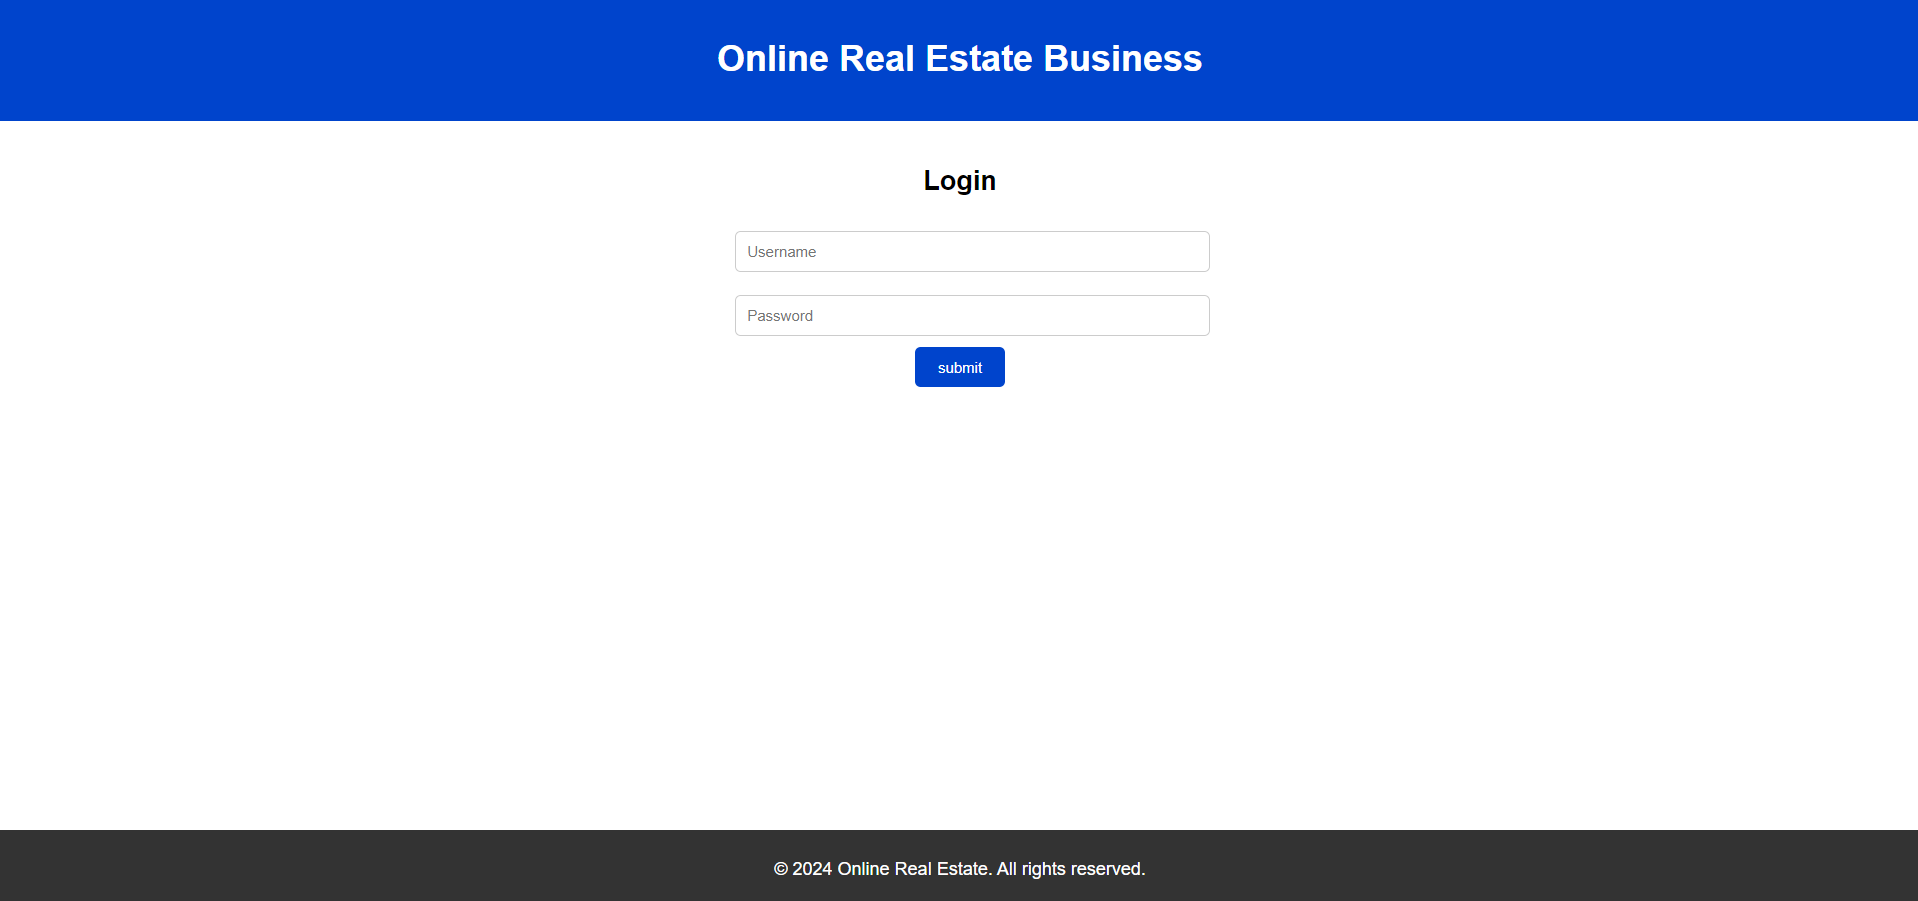 Online Real Estate Business
Login
Username
Password
submit
© 2024 Online Real Estate. All rights reserved.